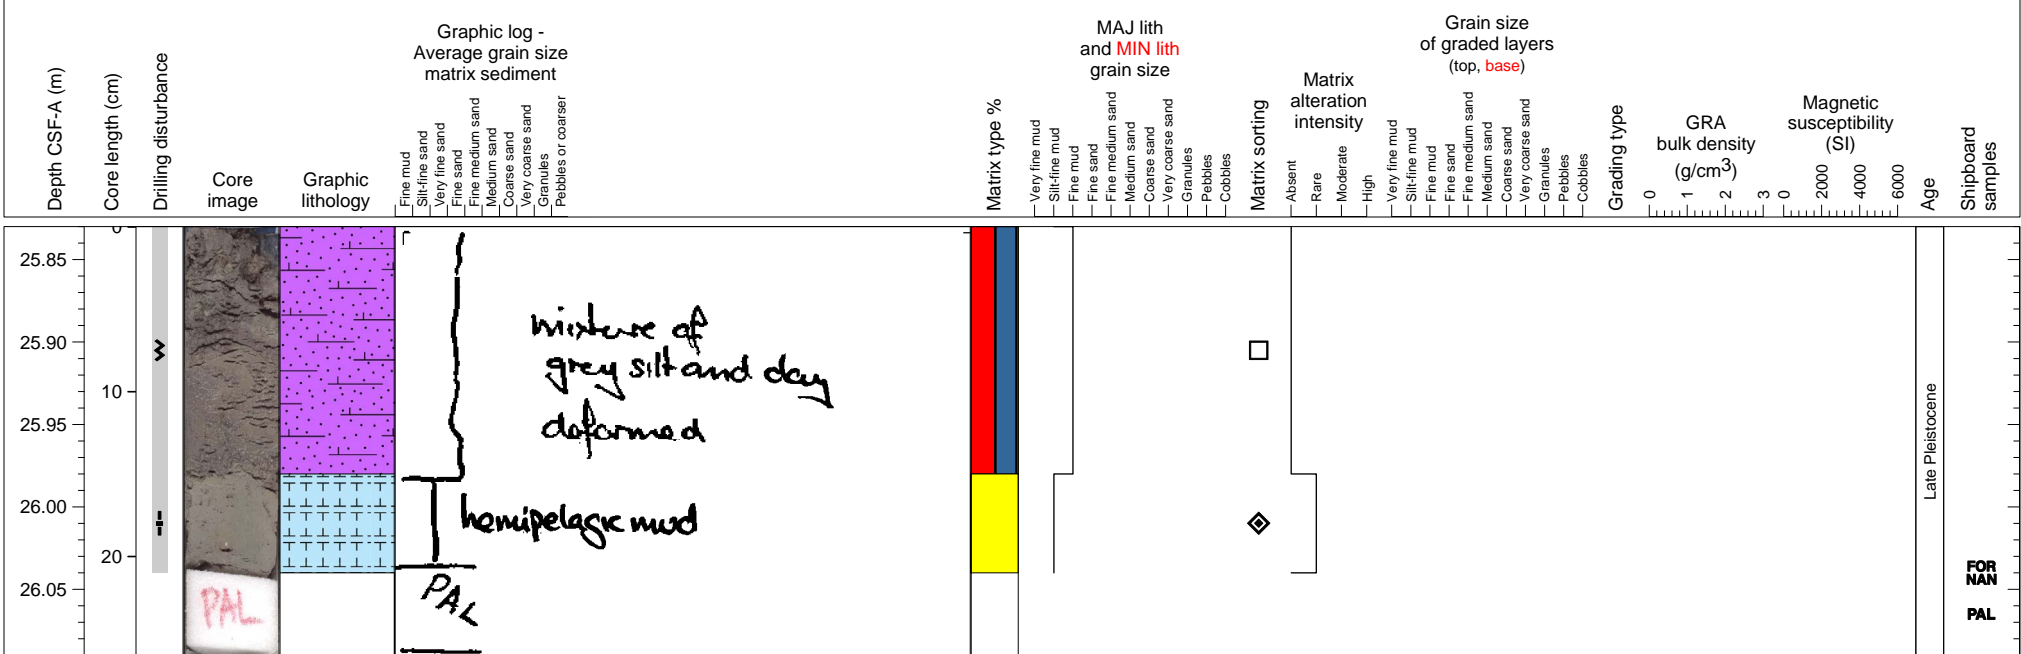 Depth CSF-A (m)
Core length (cm)
Drilling disturbance
Core
image
Graphic
lithology
Graphic log -
Average grain size
matrix sediment
Fine mud
Silt-fine sand
Very fine sand
Fine sand
Fine medium sand
Medium sand
Coarse sand
Very coarse sand
Granules
Pebbles or coarser
Matrix type %
MAJ lith
and MIN lith
grain size
Very fine mud
Silt-fine mud
Fine mud
Fine sand
Fine medium sand
Medium sand
Coarse sand
Very coarse sand
Granules
Pebbles
Cobbles
Matrix sorting
Matrix
alteration
intensity
Absent
Rare
Moderate
High
Grain size
of graded layers
(top, base)
Very fine mud
Silt-fine mud
Fine mud
Fine sand
Fine medium sand
Medium sand
Coarse sand
Very coarse sand
Granules
Pebbles
Cobbles
Grading type
GRA
bulk density
(g/cm3)
0 1 2 3
Magnetic
susceptibility
(SI)
0 2000 4000 6000
Age
Shipboard
samples
0
25.85
25.90
10
25.95
26.00
20
26.05
mixture of
grey silt and clay
deformed
hemipelagic mud
PAL
PAL
Late Pleistocene
FOR
NAN
PAL